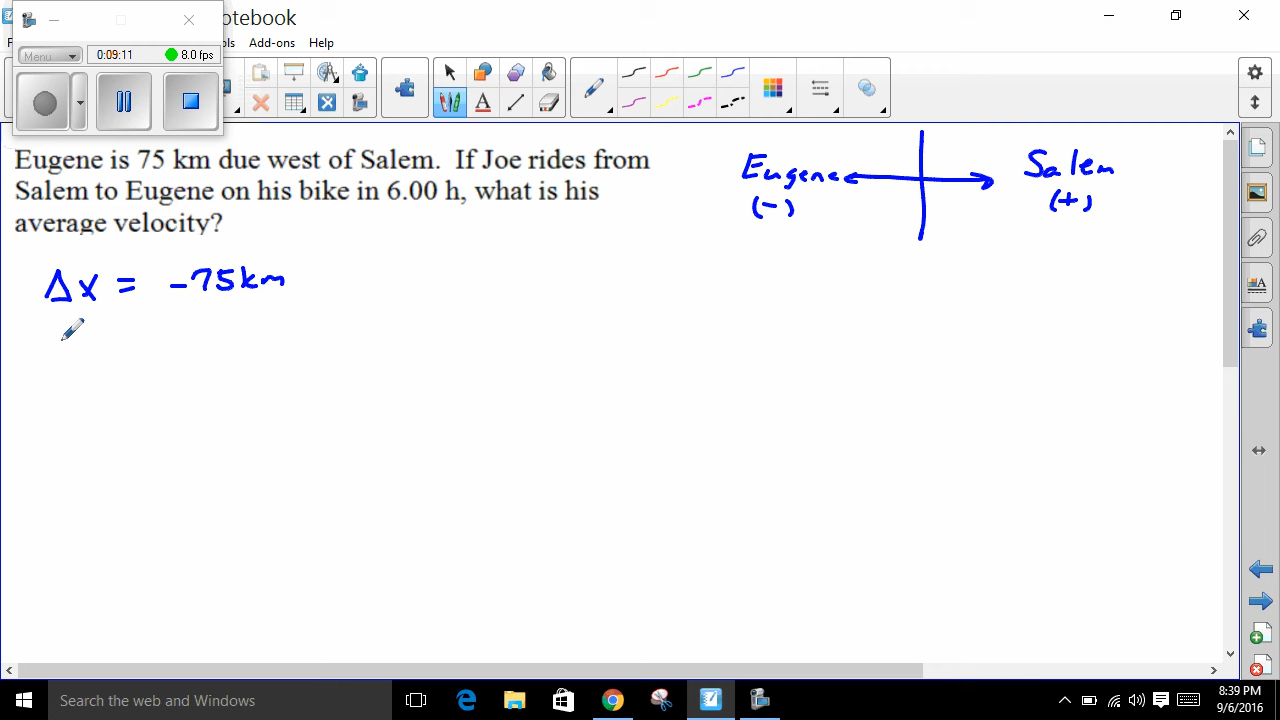 otebook
Menu 0:09:11 8.0 fps
ols Add-ons Help
Eugene is 75 km due west of Salem. If Joe rides from
Salem to Eugene on his bike in 6.00 h, what is his
average velocity?
Eugene Salem
(-) (+)
Δx = -75km
Search the web and Windows
8:39 PM
9/6/2016